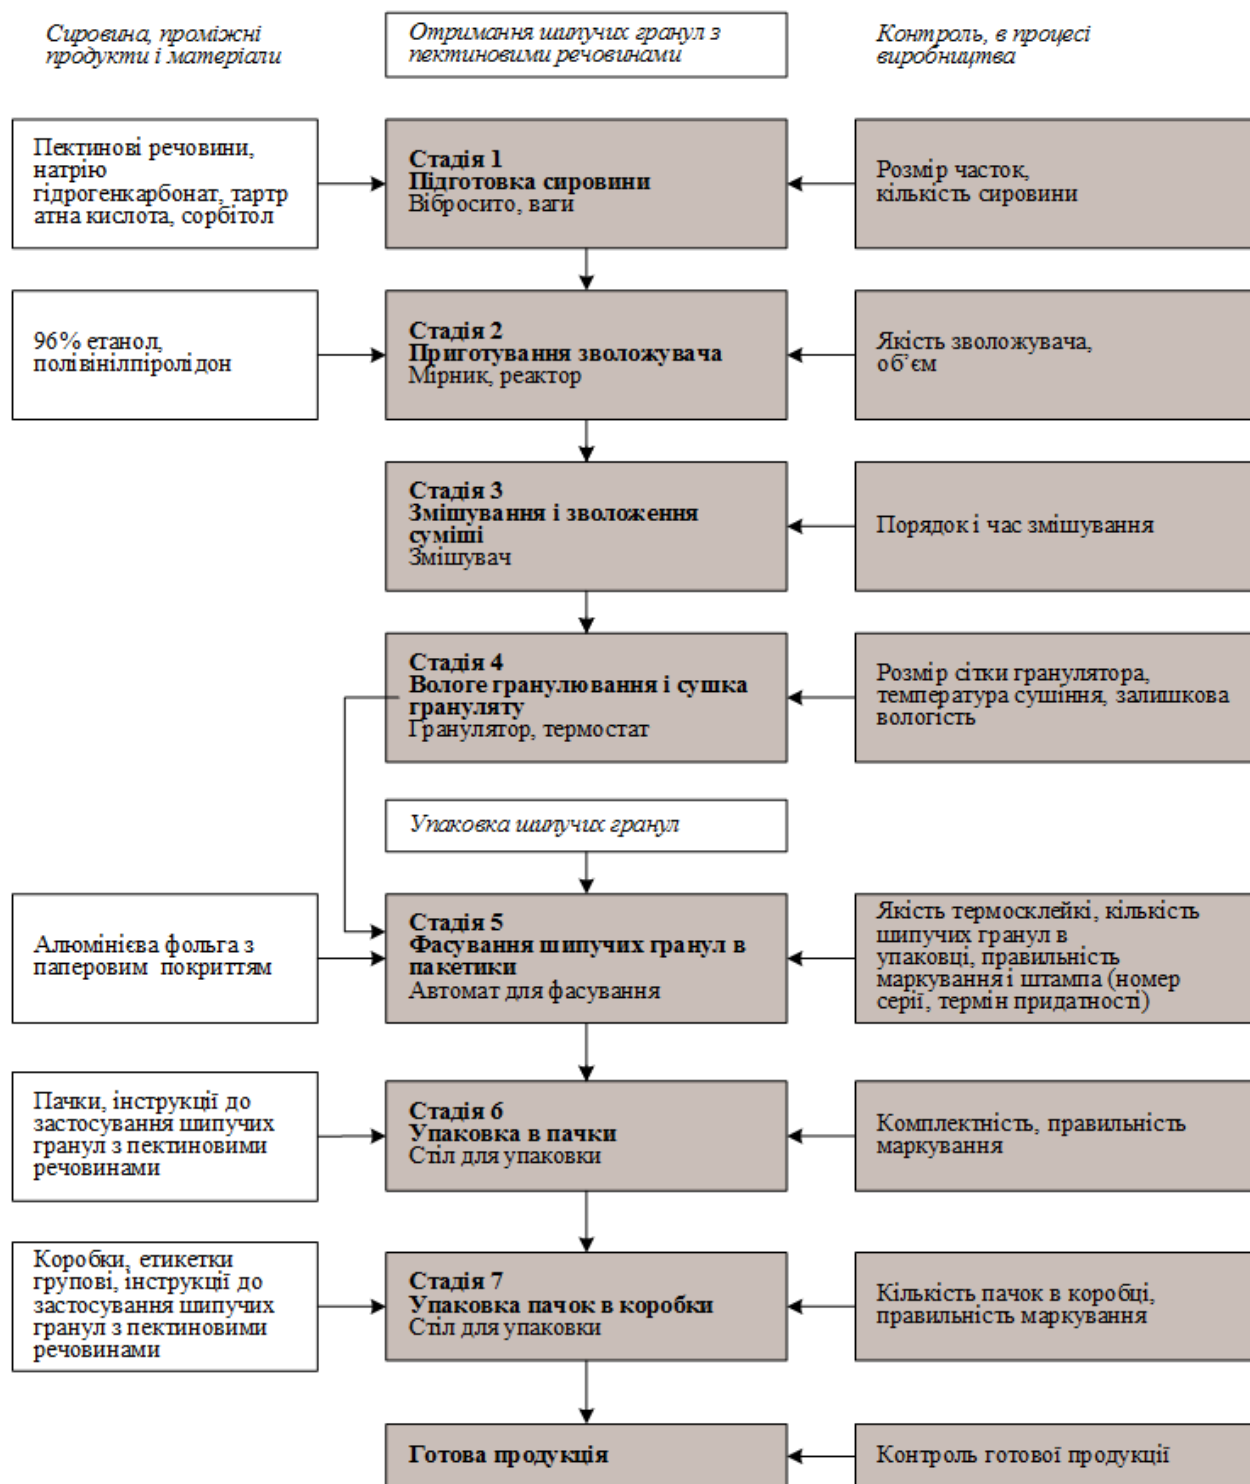 Сировина, проміжні
продукти і матеріали
Отримання шипучих гранул з
пектиновими речовинами
Контроль, в процесі
виробництва
Пектинові речовини,
натрію
гідрогенкарбонат, тартр
атна кислота, сорбітол
Стадія 1
Підготовка сировини
Вібросито, ваги
Розмір часток,
кількість сировини
96% етанол,
полівінілпіролідон
Стадія 2
Приготування зволожувача
Мірник, реактор
Якість зволожувача,
об’єм
Стадія 3
Змішування і зволоження
суміші
Змішувач
Порядок і час змішування
Стадія 4
Вологе гранулювання і сушка
грануляту
Гранулятор, термостат
Розмір сітки гранулятора,
температура сушіння, залишкова
вологість
Упаковка шипучих гранул
Алюмінієва фольга з
паперовим покриттям
Стадія 5
Фасування шипучих гранул в
пакетики
Автомат для фасування
Якість термосклейкі, кількість
шипучих гранул в
упаковці, правильність
маркування і штампа (номер
серії, термін придатності)
Пачки, інструкції до
застосування шипучих
гранул з пектиновими
речовинами
Стадія 6
Упаковка в пачки
Стіл для упаковки
Комплектність, правильність
маркування
Коробки, етикетки
групові, інструкції до
застосування шипучих
гранул з пектиновими
речовинами
Стадія 7
Упаковка пачок в коробки
Стіл для упаковки
Кількість пачок в коробці,
правильність маркування
Готова продукція
Контроль готової продукції